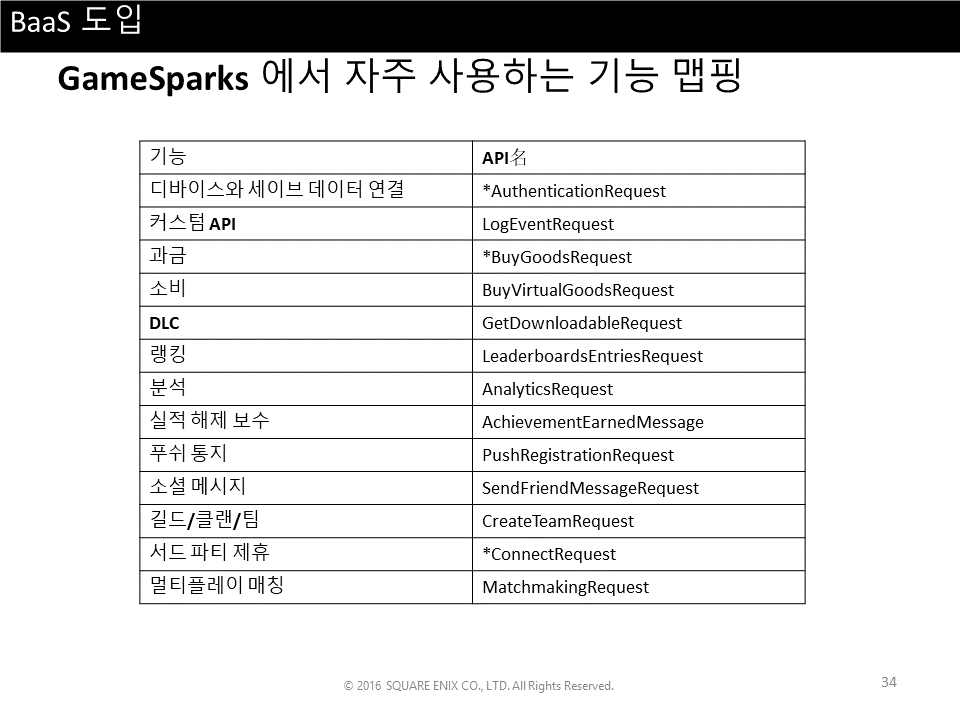 BaaS 도입
GameSparks 에서 자주 사용하는 기능 맵핑
기능 API名
디바이스와 세이브 데이터 연결 *AuthenticationRequest
커스텀 API LogEventRequest
과금 *BuyGoodsRequest
소비 BuyVirtualGoodsRequest
DLC GetDownloadableRequest
랭킹 LeaderboardsEntriesRequest
분석 AnalyticsRequest
실적 해제 보수 AchievementEarnedMessage
푸쉬 통지 PushRegistrationRequest
소셜 메시지 SendFriendMessageRequest
길드/클랜/팀 CreateTeamRequest
서드 파티 제휴 *ConnectRequest
멀티플레이 매칭 MatchmakingRequest
© 2016 SQUARE ENIX CO., LTD. All Rights Reserved.
34